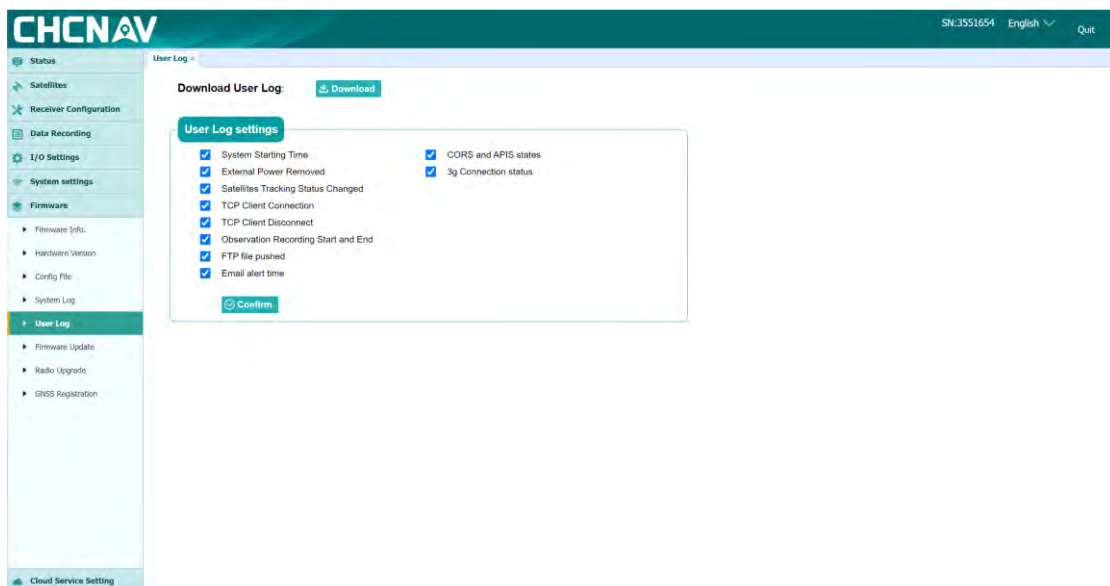 CHCNAV
SN:3551654 English Quit
Status
Satellites
Receiver Configuration
Data Recording
I/O Settings
System settings
Firmware
Firmware Info.
Hardware Version
Config File
System Log
User Log
Firmware Update
Radio Upgrade
GNSS Registration
Cloud Service Setting
User Log ×
Download User Log: Download
User Log settings
System Starting Time
External Power Removed
Satellites Tracking Status Changed
TCP Client Connection
TCP Client Disconnect
Observation Recording Start and End
FTP file pushed
Email alert time
CORS and APIS states
3g Connection status
Confirm